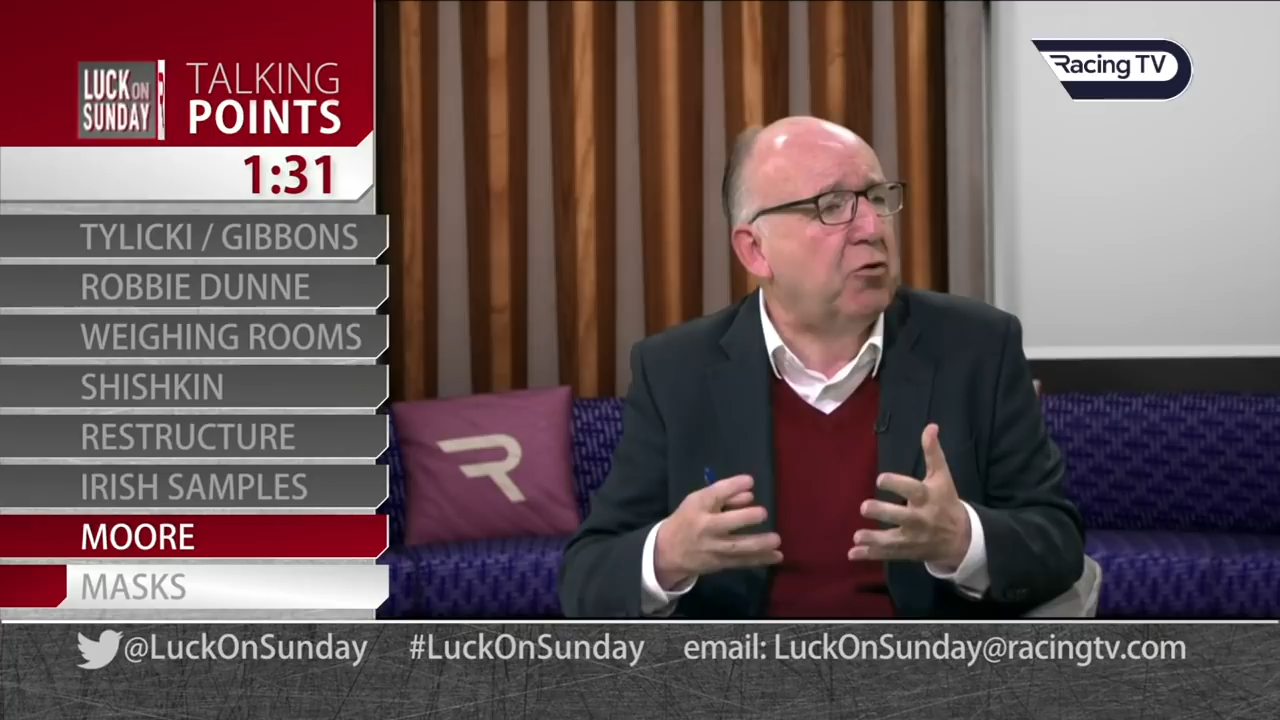 LUCK ON
SUNDAY
TALKING
POINTS
1:31
TYLICKI / GIBBONS
ROBBIE DUNNE
WEIGHING ROOMS
SHISHKIN
RESTRUCTURE
IRISH SAMPLES
MOORE
MASKS
Racing TV
@LuckOnSunday #LuckOnSunday email: LuckOnSunday@racingtv.com